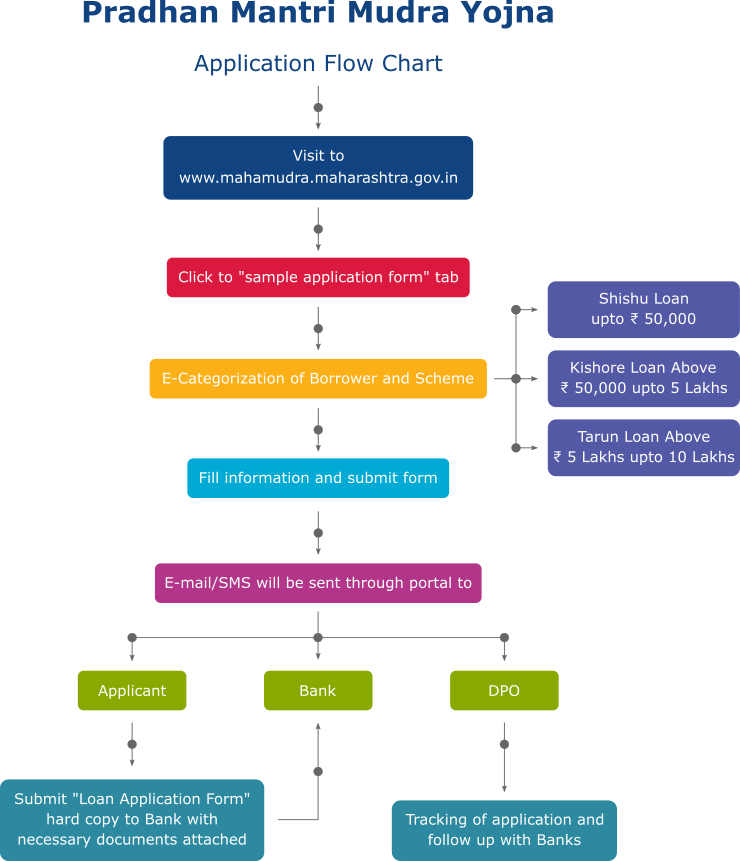 Pradhan Mantri Mudra Yojna
Application Flow Chart
Visit to
www.mahamudra.maharashtra.gov.in
Click to "sample application form" tab
E-Categorization of Borrower and Scheme
Shishu Loan
upto ₹ 50,000
Kishore Loan Above
₹ 50,000 upto 5 Lakhs
Tarun Loan Above
₹ 5 Lakhs upto 10 Lakhs
Fill information and submit form
E-mail/SMS will be sent through portal to
Applicant
Bank
DPO
Submit "Loan Application Form"
hard copy to Bank with
necessary documents attached
Tracking of application and
follow up with Banks